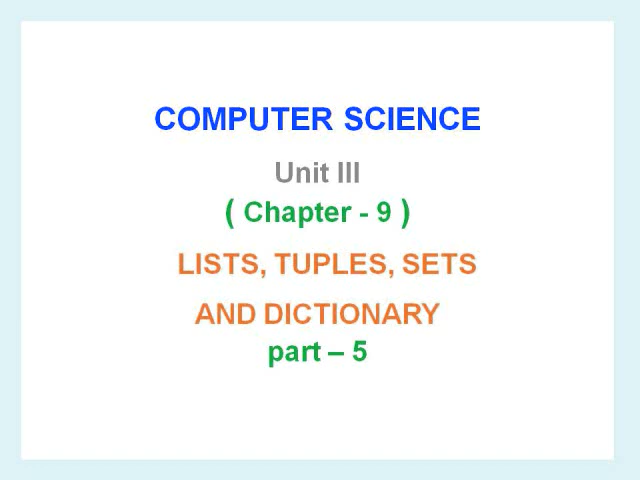 COMPUTER SCIENCE
Unit III
( Chapter - 9 )
LISTS, TUPLES, SETS
AND DICTIONARY
part – 5